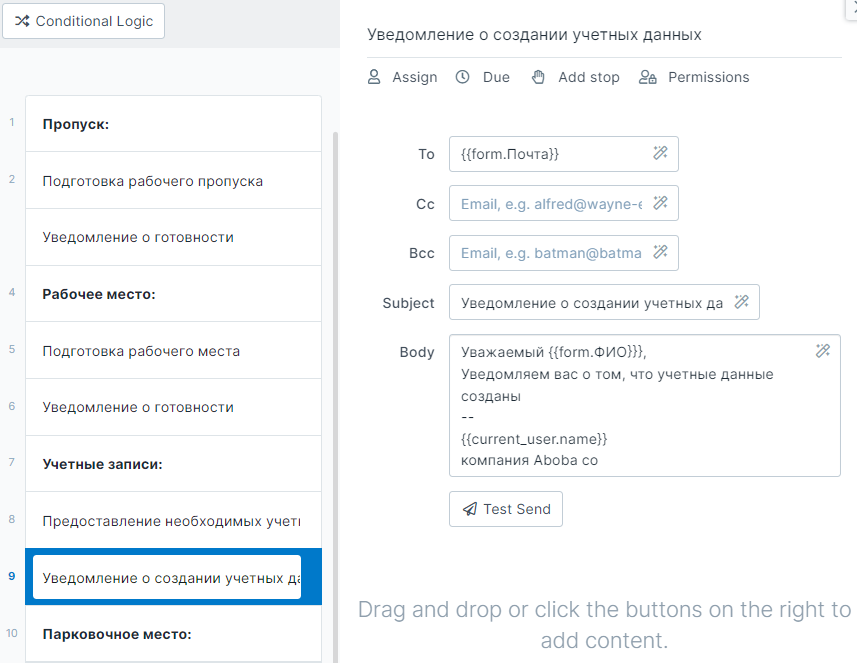 Conditional Logic
1
Пропуск:
2
Подготовка рабочего пропуска
Уведомление о готовности
4
Рабочее место:
5
Подготовка рабочего места
6
Уведомление о готовности
7
Учетные записи:
8
Предоставление необходимых учеті
9
Уведомление о создании учетных да
10
Парковочное место:
Уведомление о создании учетных данных
Assign
Due
Add stop
Permissions
To
{{form.Почта}}
Cc
Email, e.g. alfred@wayne-e
Bcc
Email, e.g. batman@batma
Subject
Уведомление о создании учетных да
Body
Уважаемый {{form.ФИО}}},
Уведомляем вас о том, что учетные данные
созданы
--
{{current_user.name}}
компания Aboba co
Test Send
Drag and drop or click the buttons on the right to
add content.